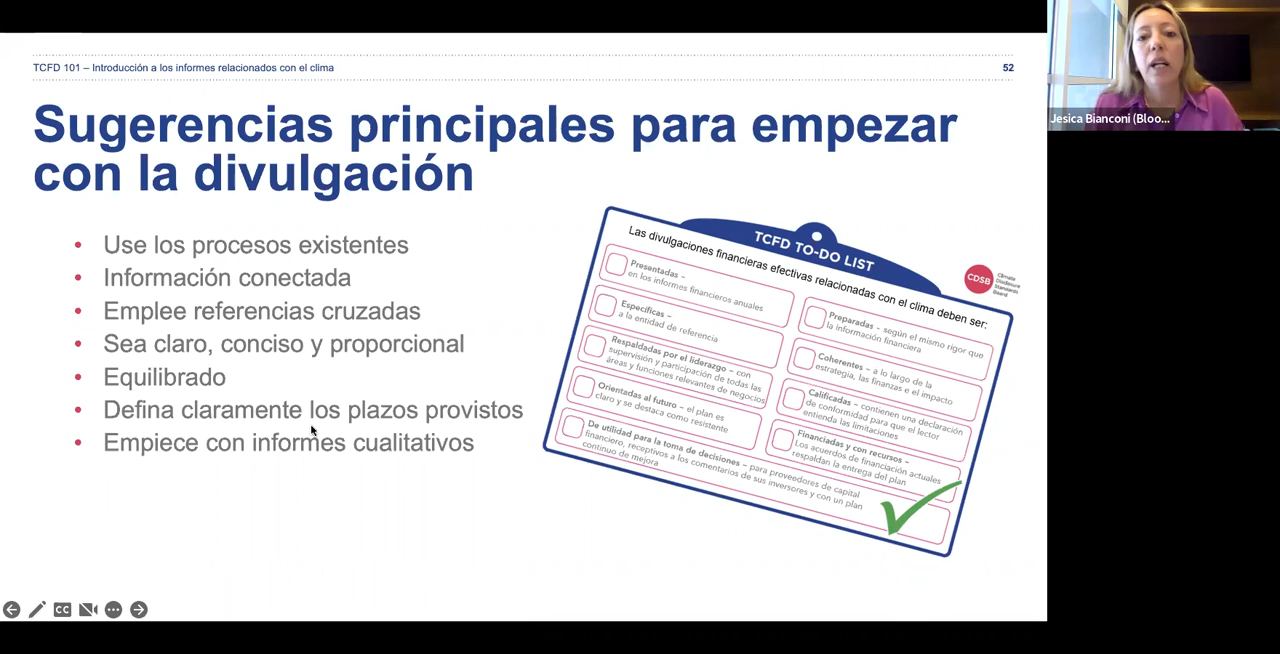 TCFD 101 – Introducción a los informes relacionados con el clima
52
Sugerencias principales para empezar
con la divulgación
• Use los procesos existentes
• Información conectada
• Emplee referencias cruzadas
• Sea claro, conciso y proporcional
• Equilibrado
• Defina claramente los plazos provistos
• Empiece con informes cualitativos
TCFD TO-DO LIST
Las divulgaciones financieras efectivas relacionadas con el clima deben ser:
Presentadas –
en los informes financieros anuales
Específicas –
a la entidad de referencia
Respaldadas por el liderazgo – con
supervisión y participación de todas las
áreas y funciones relevantes de negocios
Orientadas al futuro – el plan es
claro y se destaca como resistente
De utilidad para la toma de decisiones – para proveedores de capital
financiero, receptivos a los comentarios de sus inversores y con un plan
continuo de mejora
Preparadas – según el mismo rigor que
la información financiera
Coherentes – a lo largo de la
estrategia, las finanzas e el impacto
Calificadas – contienen una declaración
de conformidad para que el lector
entienda las limitaciones
Financiadas y con recursos –
Los acuerdos de financiación actuales
respaldan la entrega del plan
CDSB
Climate
Disclosure
Standards
Board
CC
Jesica Bianconi (Bloo...